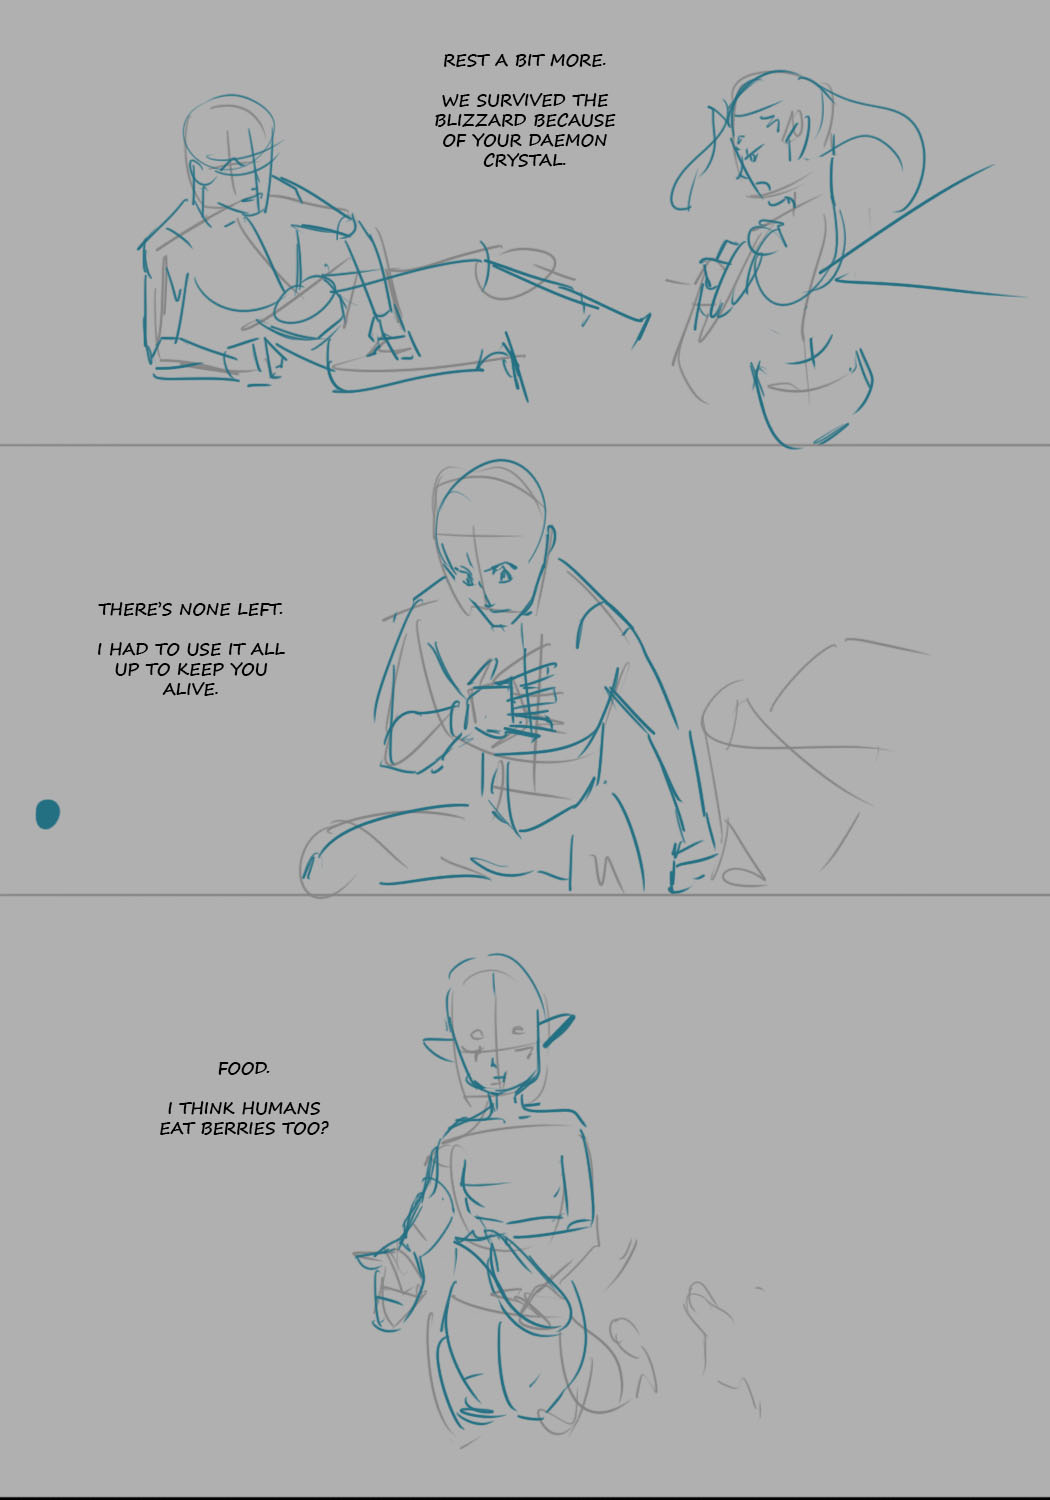 REST A BIT MORE.
WE SURVIVED THE
BLIZZARD BECAUSE
OF YOUR DAEMON
CRYSTAL.
THERE'S NONE LEFT.
I HAD TO USE IT ALL
UP TO KEEP YOU
ALIVE.
FOOD.
I THINK HUMANS
EAT BERRIES TOO?